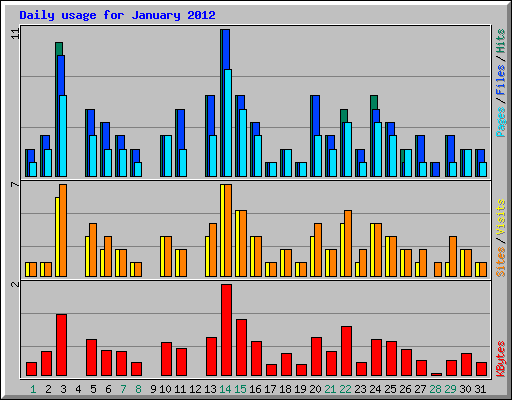 Daily usage for January 2012
11
7
2
Pages / Files / Hits
Sites / Visits
KBytes
1 2 3 4 5 6 7 8 9 10 11 12 13 14 15 16 17 18 19 20 21 22 23 24 25 26 27 28 29 30 31